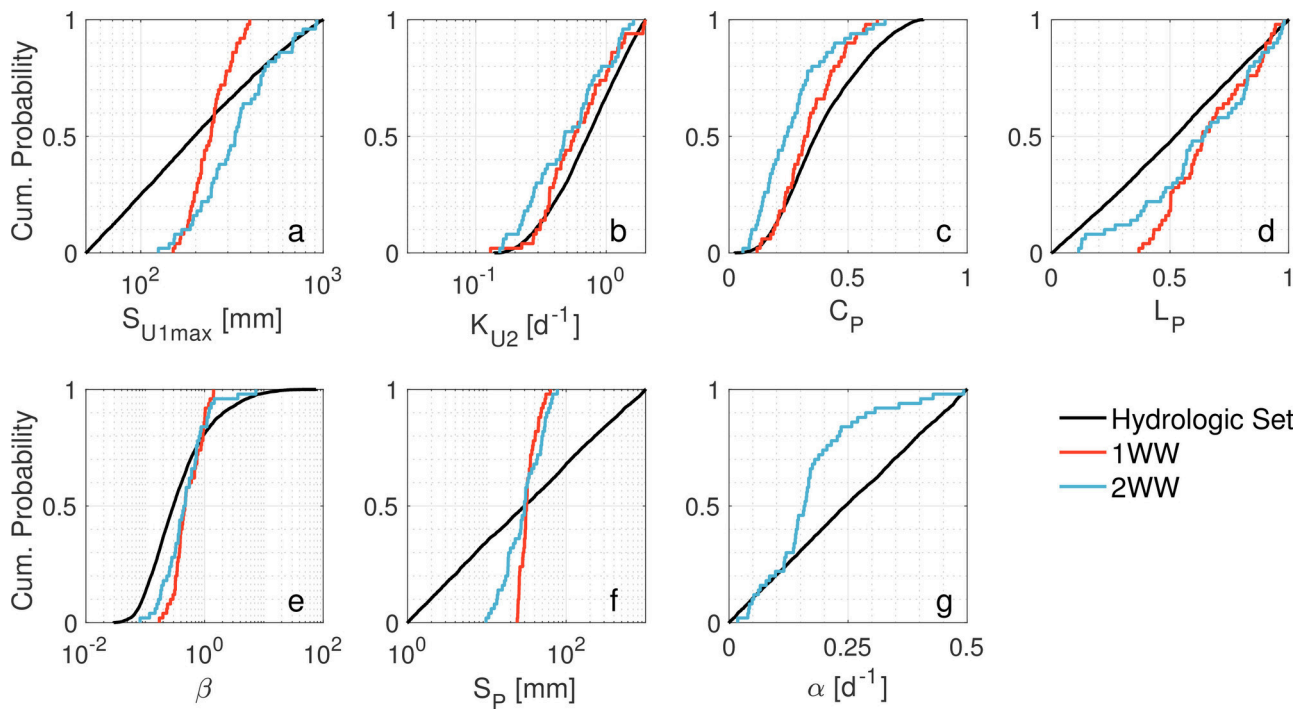 Cum. Probability
1
0.5
0
10^2 10^3
S_U1max [mm]
a
1
0.5
0
10^-1 10^0
K_U2 [d^-1]
b
1
0.5
0
0 0.5 1
C_P
c
1
0.5
0
0 0.5 1
L_P
d
Cum. Probability
1
0.5
0
10^-2 10^0 10^2
β
e
1
0.5
0
10^0 10^2
S_P [mm]
f
1
0.5
0
0 0.25 0.5
α [d^-1]
g
Hydrologic Set
1WW
2WW